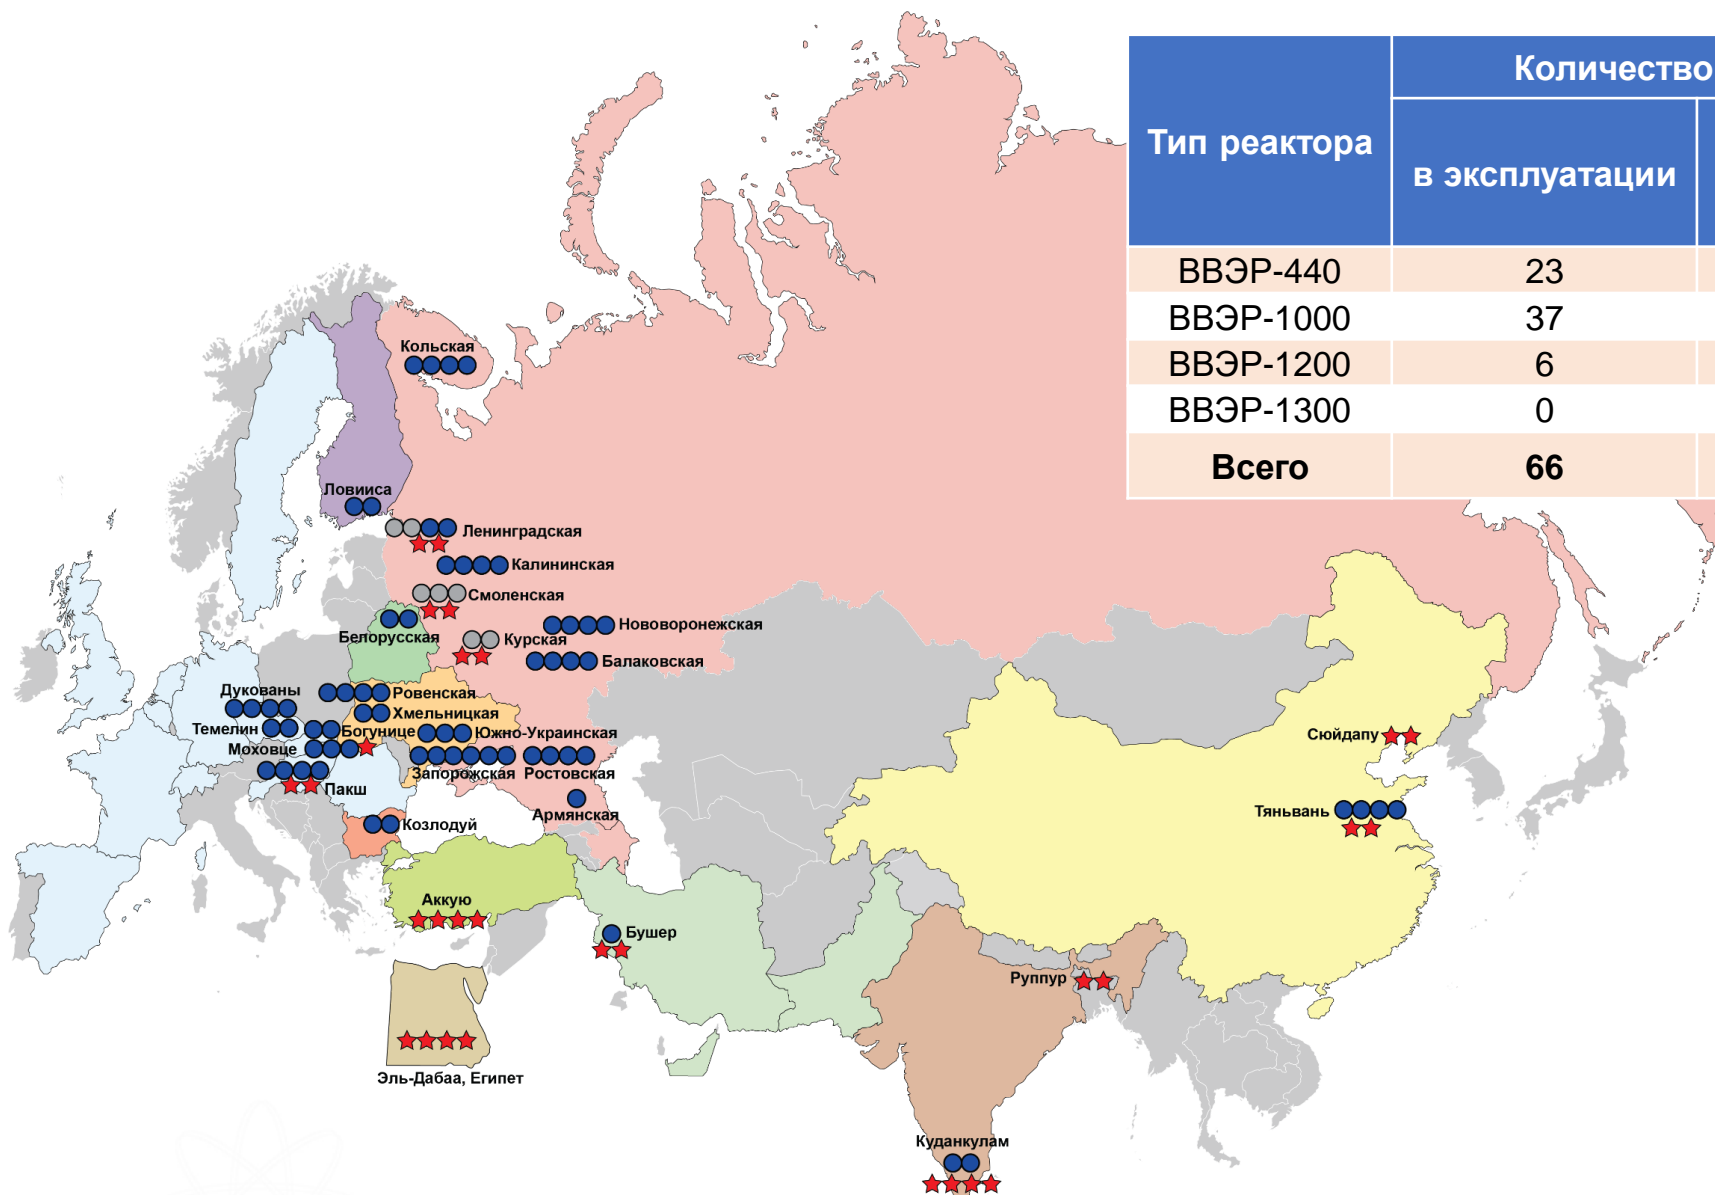 Количество
Тип реактора
в эксплуатации
ВВЭР-440 23
ВВЭР-1000 37
ВВЭР-1200 6
ВВЭР-1300 0
Всего 66
Кольская
Ловииса
Ленинградская
Калининская
Смоленская
Белорусская
Курская
Нововоронежская
Балаковская
Дукованы
Ровенская
Хмельницкая
Темелин
Богунице
Южно-Украинская
Моховце
Запорожская
Ростовская
Пакш
Армянская
Козлодуй
Сюйдапу
Тяньвань
Аккую
Бушер
Руппур
Эль-Дабаа, Египет
Куданкулам